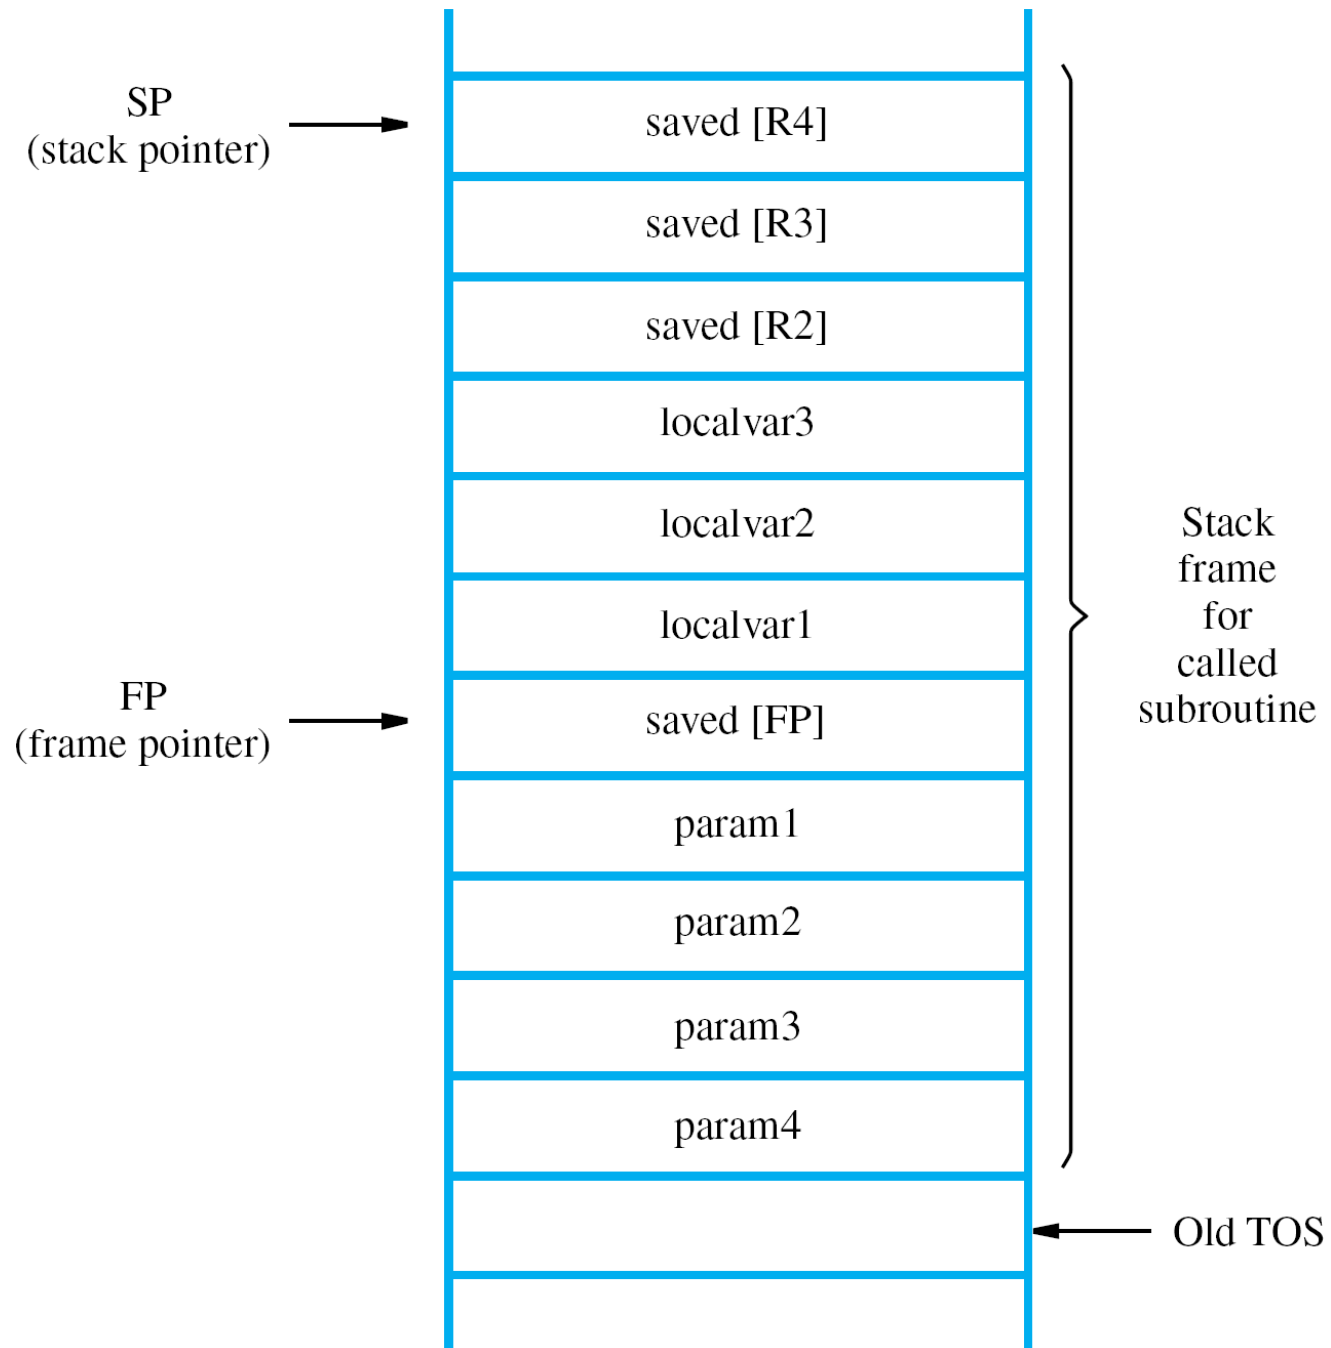 SP
(stack pointer)
saved [R4]
saved [R3]
saved [R2]
localvar3
localvar2
localvar1
FP
(frame pointer)
saved [FP]
param1
param2
param3
param4
Stack
frame
for
called
subroutine
Old TOS